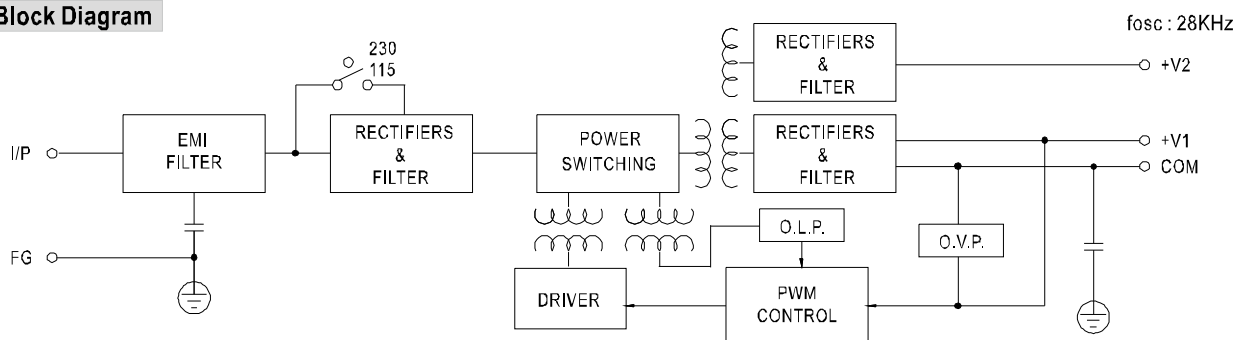 Block Diagram
fosc : 28KHz
230
115
RECTIFIERS
&
FILTER
+V2
I/P
EMI
FILTER
RECTIFIERS
&
FILTER
POWER
SWITCHING
RECTIFIERS
&
FILTER
+V1
COM
FG
O.L.P.
O.V.P.
DRIVER
PWM
CONTROL